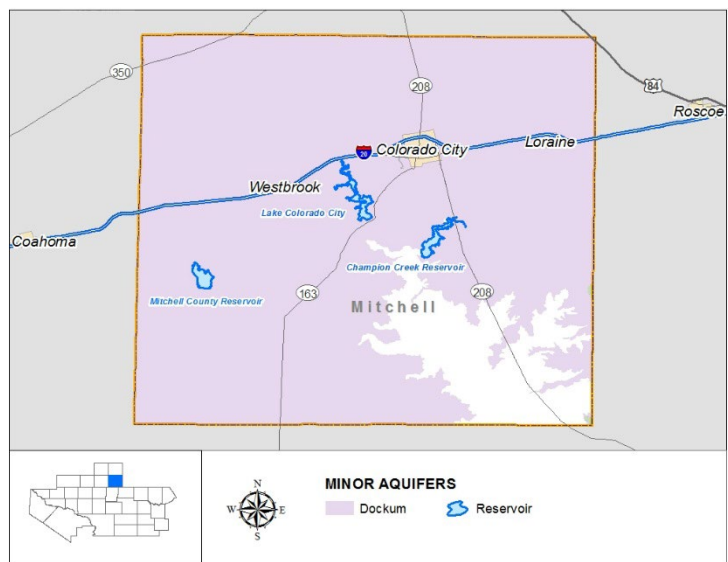 350
208
84
Roscoe
20
Colorado City
Loraine
Westbrook
Lake Colorado City
Coahoma
Champion Creek Reservoir
Mitchell County Reservoir
163
208
Mitchell
N
W E
S
MINOR AQUIFERS
Dockum
Reservoir